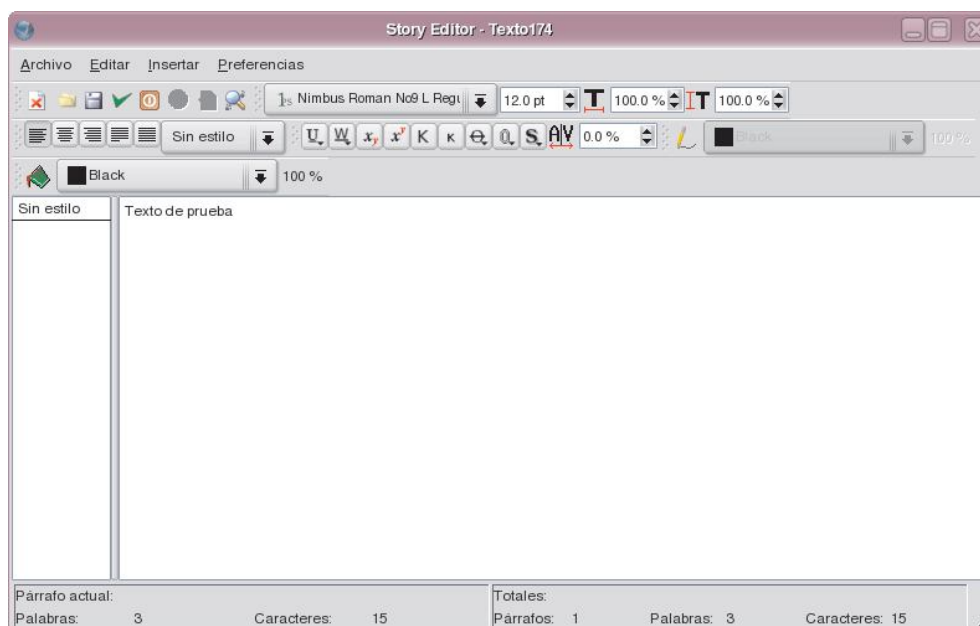 Story Editor - Texto174
Archivo Editar Insertar Preferencias
Nimbus Roman No9 L Regu 12.0 pt 100.0 % 100.0 %
Sin estilo 0.0 % Black 100 %
Black 100 %
Sin estilo Texto de prueba
Párrafo actual: Totales:
Palabras: 3 Caracteres: 15 Párrafos: 1 Palabras: 3 Caracteres: 15